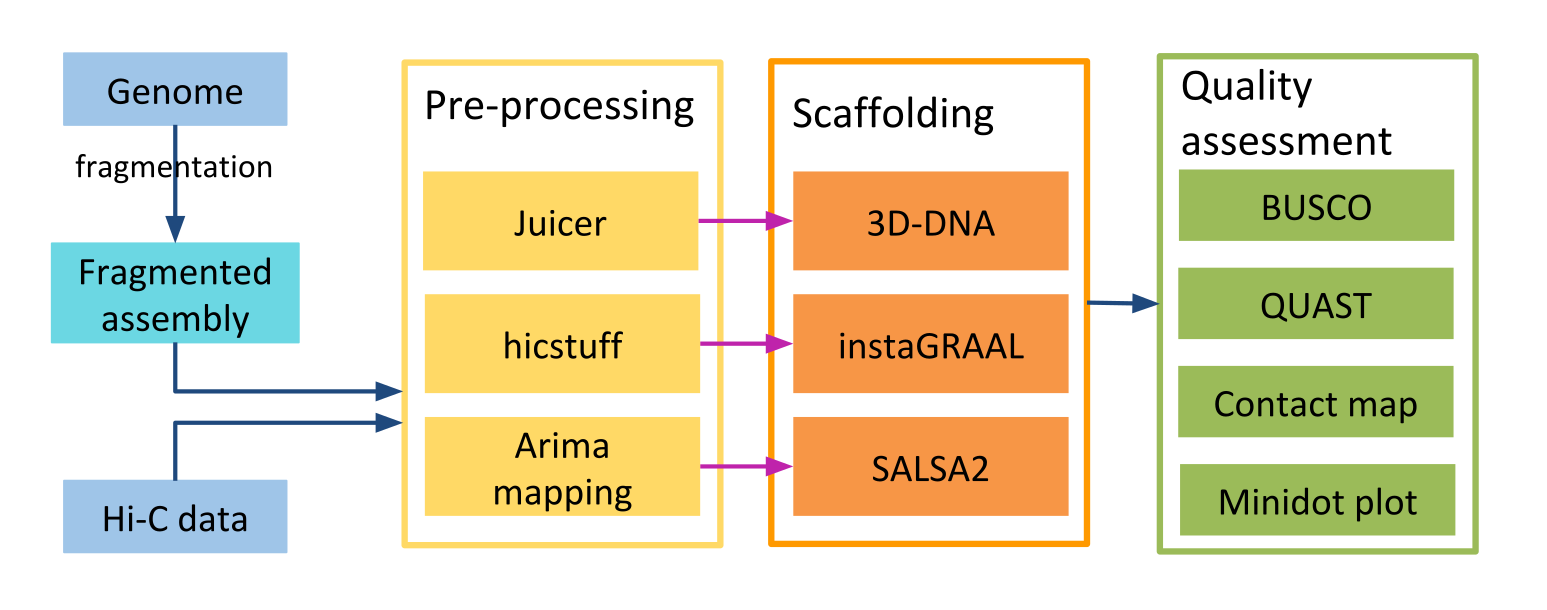 Genome
fragmentation
Fragmented
assembly
Hi-C data
Pre-processing
Juicer
hicstuff
Arima
mapping
Scaffolding
3D-DNA
instaGRAAL
SALSA2
Quality
assessment
BUSCO
QUAST
Contact map
Minidot plot